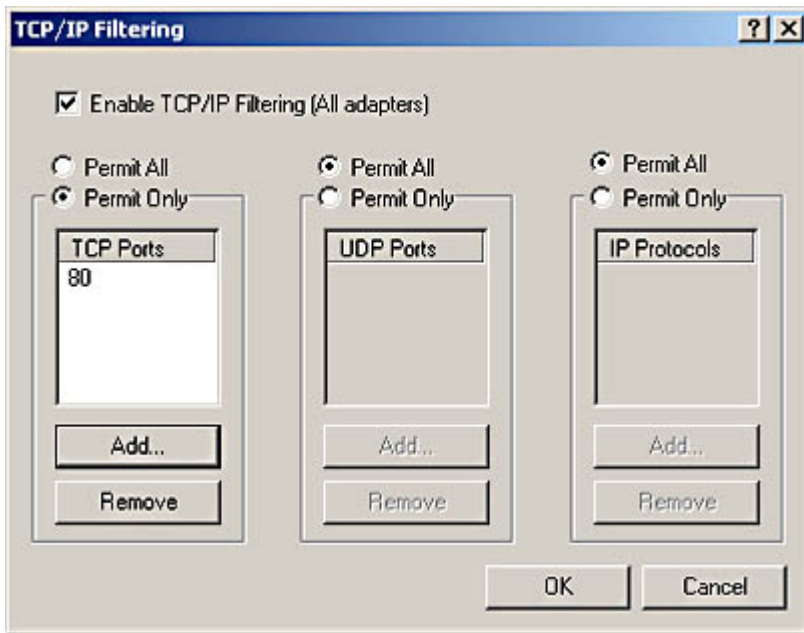 TCP/IP Filtering
Enable TCP/IP Filtering (All adapters)
Permit All
Permit Only
TCP Ports
80
Add...
Remove
Permit All
Permit Only
UDP Ports
Add...
Remove
Permit All
Permit Only
IP Protocols
Add...
Remove
OK
Cancel